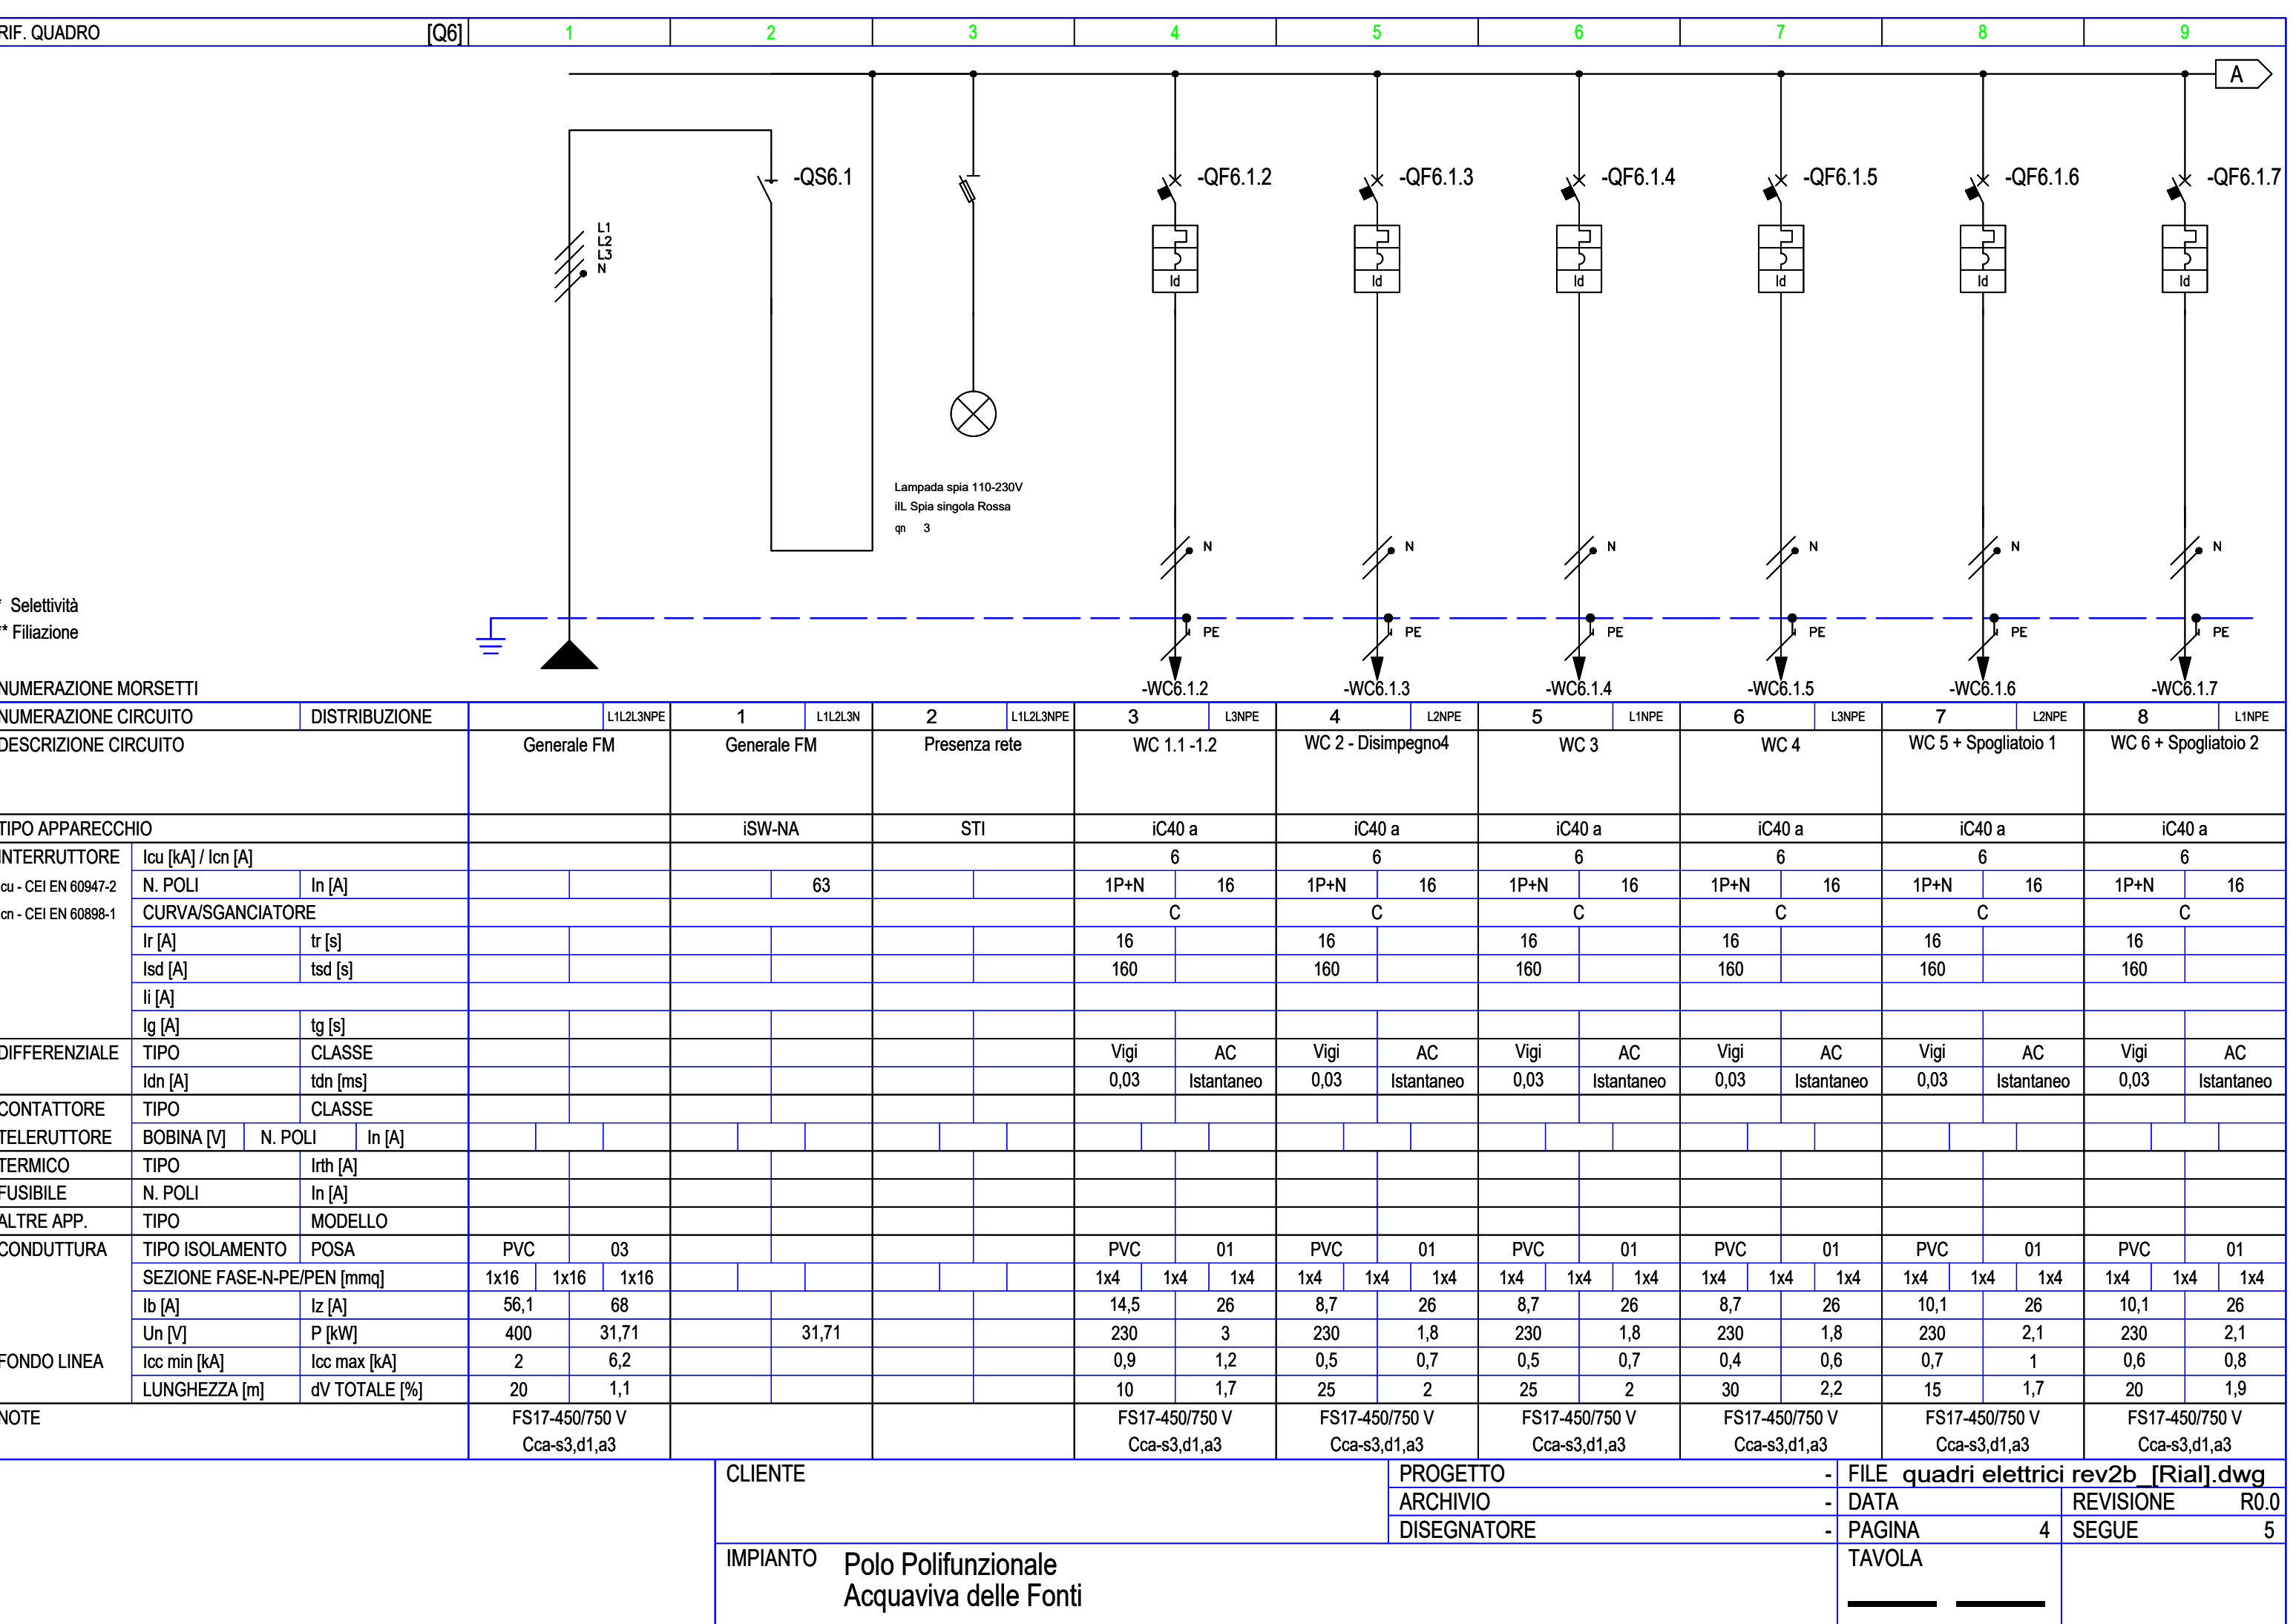 RIF. QUADRO [Q6] 1 2 3 4 5 6 7 8 9
A
-QS6.1 -QF6.1.2 -QF6.1.3 -QF6.1.4 -QF6.1.5 -QF6.1.6 -QF6.1.7
L1
L2
L3
N
Id Id Id Id Id Id
Lampada spia 110-230V
iIL Spia singola Rossa
qn 3
N N N N N N
* Selettività
** Filiazione
PE PE PE PE PE PE
NUMERAZIONE MORSETTI -WC6.1.2 -WC6.1.3 -WC6.1.4 -WC6.1.5 -WC6.1.6 -WC6.1.7
NUMERAZIONE CIRCUITO DISTRIBUZIONE L1L2L3NPE 1 L1L2L3N 2 L1L2L3NPE 3 L3NPE 4 L2NPE 5 L1NPE 6 L3NPE 7 L2NPE 8 L1NPE
DESCRIZIONE CIRCUITO Generale FM Generale FM Presenza rete WC 1.1 -1.2 WC 2 - Disimpegno4 WC 3 WC 4 WC 5 + Spogliatoio 1 WC 6 + Spogliatoio 2
TIPO APPARECCHIO iSW-NA STI iC40 a iC40 a iC40 a iC40 a iC40 a iC40 a
INTERRUTTORE Icu [kA] / Icn [A] 6 6 6 6 6 6
Icu - CEI EN 60947-2 N. POLI In [A] 63 1P+N 16 1P+N 16 1P+N 16 1P+N 16 1P+N 16 1P+N 16
Icn - CEI EN 60898-1 CURVA/SGANCIATORE C C C C C C
Ir [A] tr [s] 16 16 16 16 16 16
Isd [A] tsd [s] 160 160 160 160 160 160
Ii [A]
Ig [A] tg [s]
DIFFERENZIALE TIPO CLASSE Vigi AC Vigi AC Vigi AC Vigi AC Vigi AC Vigi AC
Idn [A] tdn [ms] 0,03 Istantaneo 0,03 Istantaneo 0,03 Istantaneo 0,03 Istantaneo 0,03 Istantaneo 0,03 Istantaneo
CONTATTORE TIPO CLASSE
TELERUTTORE BOBINA [V] N. POLI In [A]
TERMICO TIPO Irth [A]
FUSIBILE N. POLI In [A]
ALTRE APP. TIPO MODELLO
CONDUTTURA TIPO ISOLAMENTO POSA PVC 03 PVC 01 PVC 01 PVC 01 PVC 01 PVC 01 PVC 01
SEZIONE FASE-N-PE/PEN [mmq] 1x16 1x16 1x16 1x4 1x4 1x4 1x4 1x4 1x4 1x4 1x4 1x4 1x4 1x4 1x4 1x4 1x4 1x4 1x4 1x4 1x4
Ib [A] Iz [A] 56,1 68 14,5 26 8,7 26 8,7 26 8,7 26 10,1 26 10,1 26
Un [V] P [kW] 400 31,71 31,71 230 3 230 1,8 230 1,8 230 1,8 230 2,1 230 2,1
FONDO LINEA Icc min [kA] Icc max [kA] 2 6,2 0,9 1,2 0,5 0,7 0,5 0,7 0,4 0,6 0,7 1 0,6 0,8
LUNGHEZZA [m] dV TOTALE [%] 20 1,1 10 1,7 25 2 25 2 30 2,2 15 1,7 20 1,9
NOTE FS17-450/750 V FS17-450/750 V FS17-450/750 V FS17-450/750 V FS17-450/750 V FS17-450/750 V FS17-450/750 V
Cca-s3,d1,a3 Cca-s3,d1,a3 Cca-s3,d1,a3 Cca-s3,d1,a3 Cca-s3,d1,a3 Cca-s3,d1,a3 Cca-s3,d1,a3
CLIENTE PROGETTO - FILE quadri elettrici rev2b_[Rial].dwg
ARCHIVIO - DATA REVISIONE R0.0
DISEGNATORE - PAGINA 4 SEGUE 5
IMPIANTO Polo Polifunzionale TAVOLA
Acquaviva delle Fonti